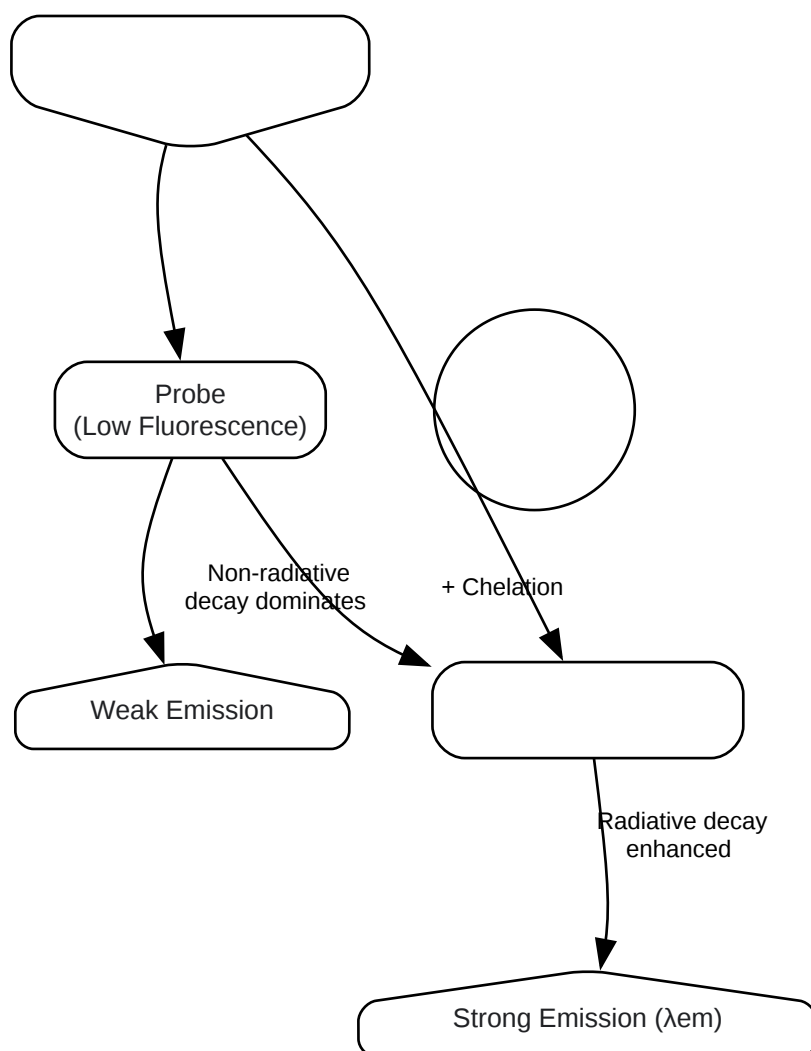 Probe
(Low Fluorescence)
Non-radiative
decay dominates
+ Chelation
Weak Emission
Radiative decay
enhanced
Strong Emission (λem)